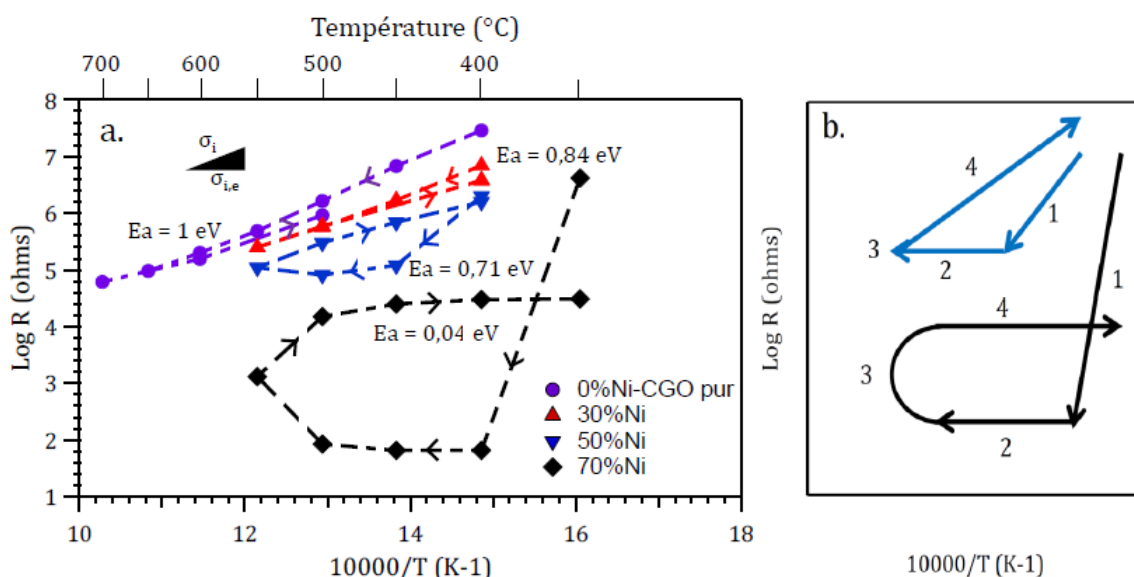 Température (°C)
700 600 500 400
8
7
6
5
4
3
2
1
Log R (ohms)
a.
σi
σi,e
Ea = 0,84 eV
Ea = 1 eV
Ea = 0,71 eV
Ea = 0,04 eV
0%Ni-CGO pur
30%Ni
50%Ni
70%Ni
10 12 14 16 18
10000/T (K-1)
b.
Log R (ohms)
4
1
3
2
1
4
3
2
10000/T (K-1)